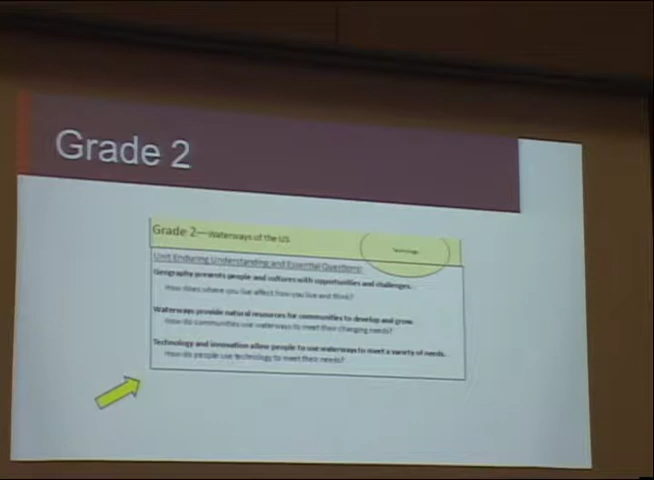 Grade 2
Grade 2—Waterways of the US
Technology
Unit Enduring Understanding and Essential Questions:
Geography presents people and cultures with opportunities and challenges.
How does where you live affect how you live and think?
Waterways provide natural resources for communities to develop and grow.
How do communities use waterways to meet their changing needs?
Technology and innovation allow people to use waterways to meet a variety of needs.
How do people use technology to meet their needs?